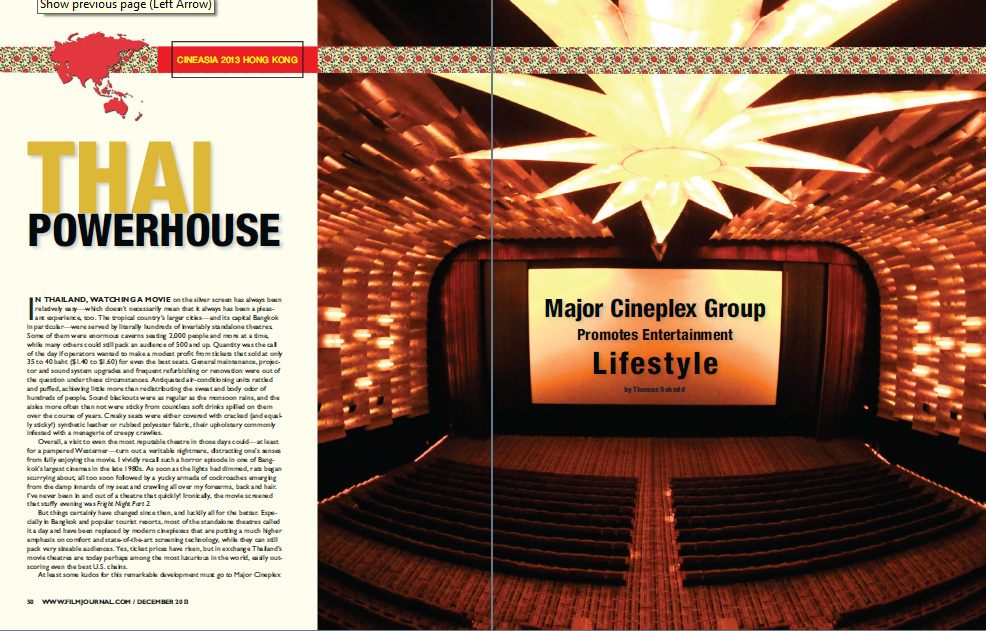 Show previous page (Left Arrow)
CINEASIA 2013 HONG KONG
THAI
POWERHOUSE
IN THAILAND, WATCHING A MOVIE on the silver screen has always been
relatively easy—which doesn't necessarily mean that it always has been a pleas-
ant experience, too. The tropical country's larger cities—and its capital Bangkok
in particular—were served by literally hundreds of invariably standalone theatres.
Some of them were enormous caverns seating 2,000 people and more at a time,
while many others could still pack an audience of 500 and up. Quantity was the call
of the day if operators wanted to make a modest profit from tickets that sold at only
35 to 40 baht ($1.40 to $1.60) for even the best seats. General maintenance, projec-
tor and sound system upgrades and frequent refurbishing or renovation were out of
the question under these circumstances. Antiquated air-conditioning units rattled
and puffed, achieving little more than redistributing the sweat and body odor of
hundreds of people. Sound blackouts were as regular as the monsoon rains, and the
aisles more often than not were sticky from countless soft drinks spilled on them
over the course of years. Creaky seats were either covered with cracked (and equal-
ly sticky!) synthetic leather or rubbed polyester fabric, their upholstery commonly
infested with a menagerie of creepy crawlies.
Overall, a visit to even the most reputable theatre in those days could—at least
for a pampered Westerner—turn out a veritable nightmare, distracting one's senses
from fully enjoying the movie. I vividly recall such a horror episode in one of Bang-
kok's largest cinemas in the late 1980s. As soon as the lights had dimmed, rats began
scurrying about, all too soon followed by a yucky armada of cockroaches emerging
from the damp innards of my seat and crawling all over my forearms, back and hair.
I've never been in and out of a theatre that quickly! Ironically, the movie screened
that stuffy evening was Fright Night Part 2.
But things certainly have changed since then, and luckily all for the better. Espe-
cially in Bangkok and popular tourist resorts, most of the standalone theatres called
it a day and have been replaced by modern cineplexes that are putting a much higher
emphasis on comfort and state-of-the-art screening technology, while they can still
pack very sizeable audiences. Yes, ticket prices have risen, but in exchange Thailand's
movie theatres are today perhaps among the most luxurious in the world, easily out-
scoring even the best U.S. chains.
At least some kudos for this remarkable development must go to Major Cineplex
50 WWW.FILMJOURNAL.COM / DECEMBER 2013
Major Cineplex Group
Promotes Entertainment
Lifestyle
by Thomas Schmid